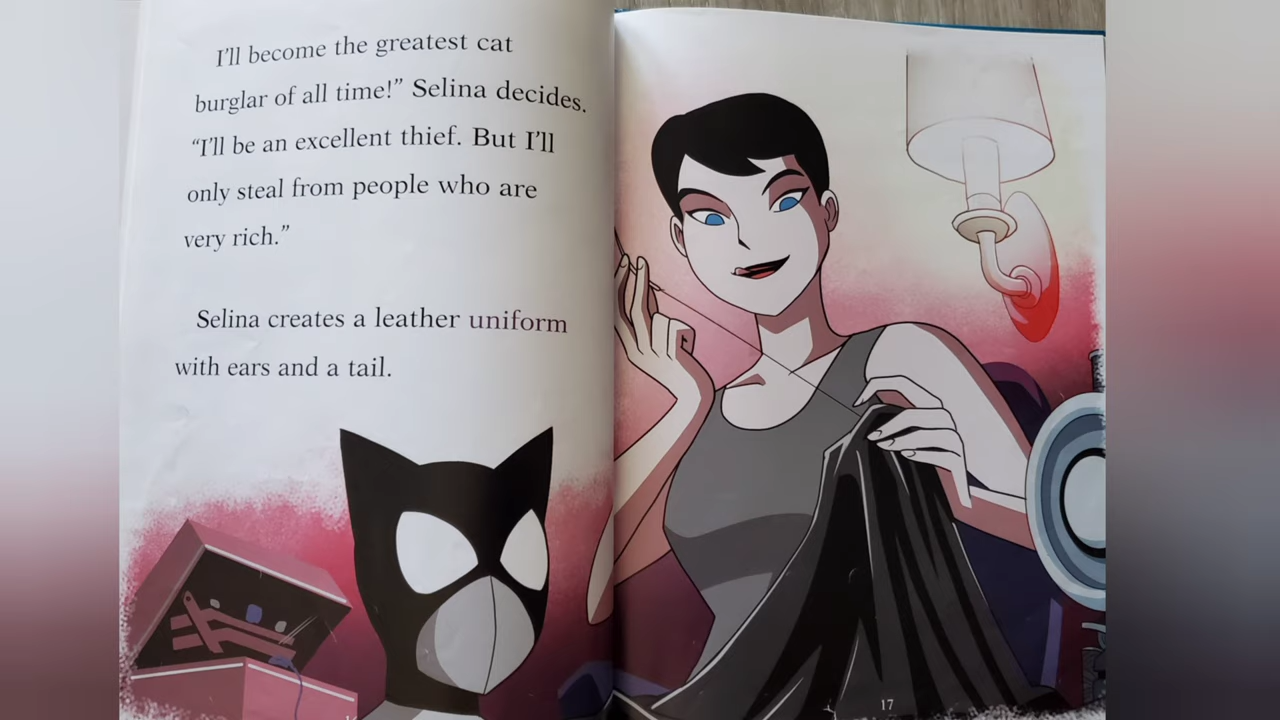 I'll become the greatest cat
burglar of all time!” Selina decides.
“I'll be an excellent thief. But I'll
only steal from people who are
very rich.”
Selina creates a leather uniform
with ears and a tail.
17